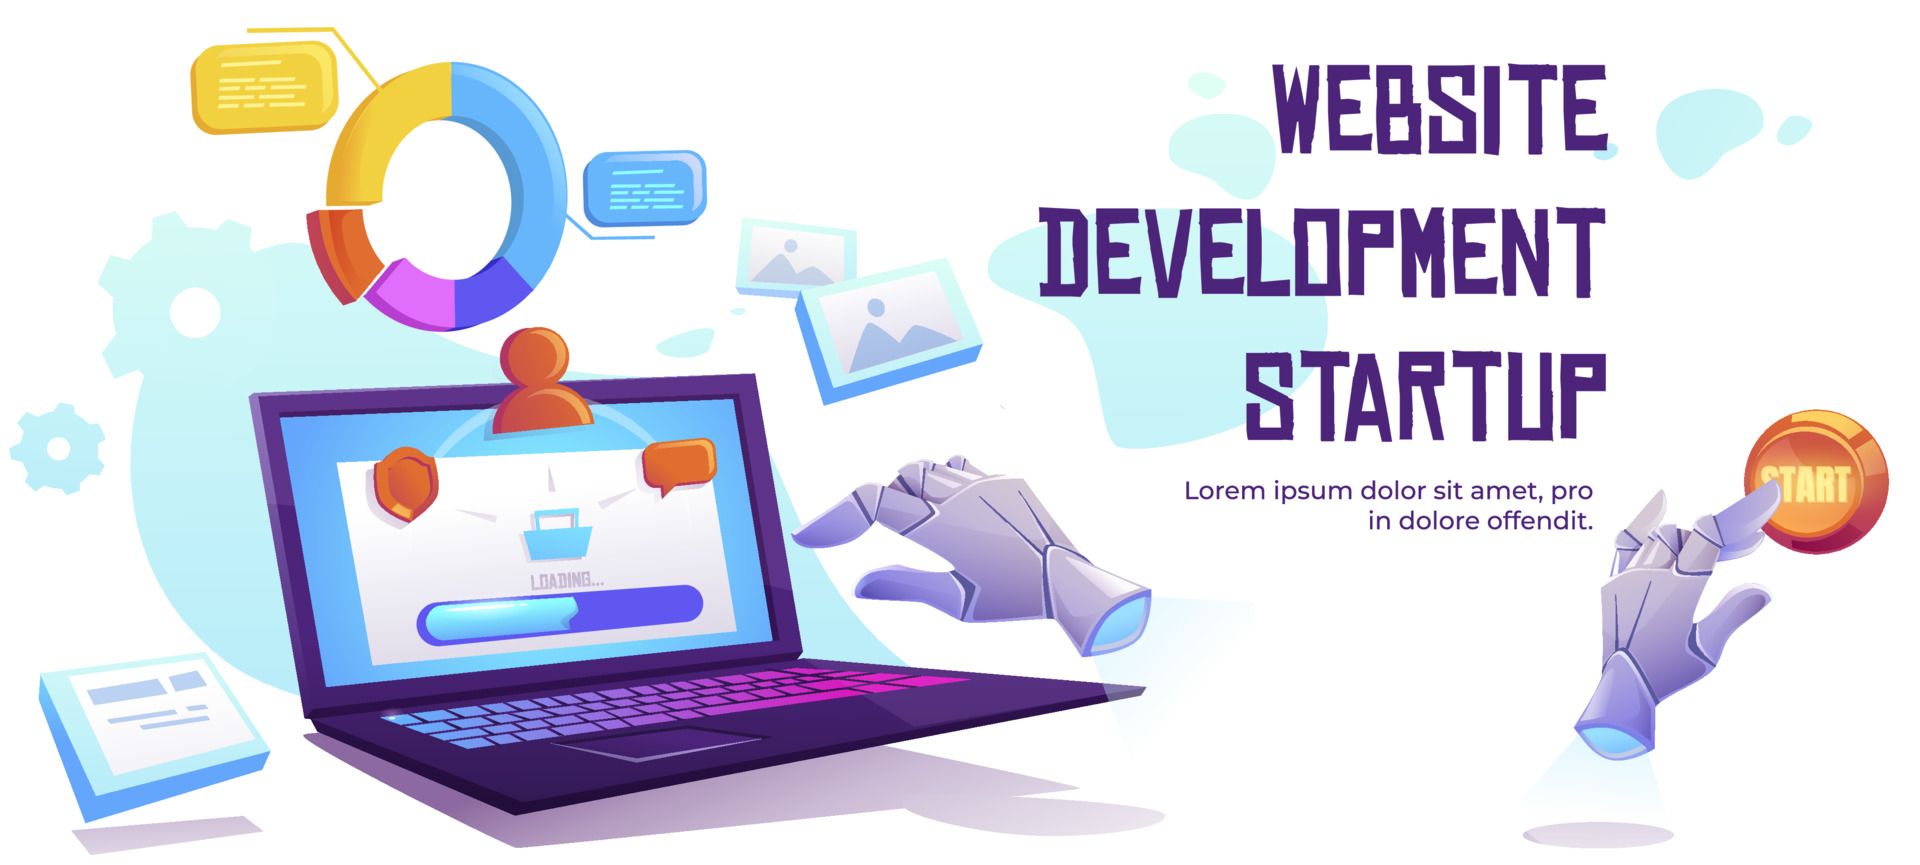 WEBSITE
DEVELOPMENT
STARTUP
Lorem ipsum dolor sit amet, pro
in dolore offendit.
START
LOADING...